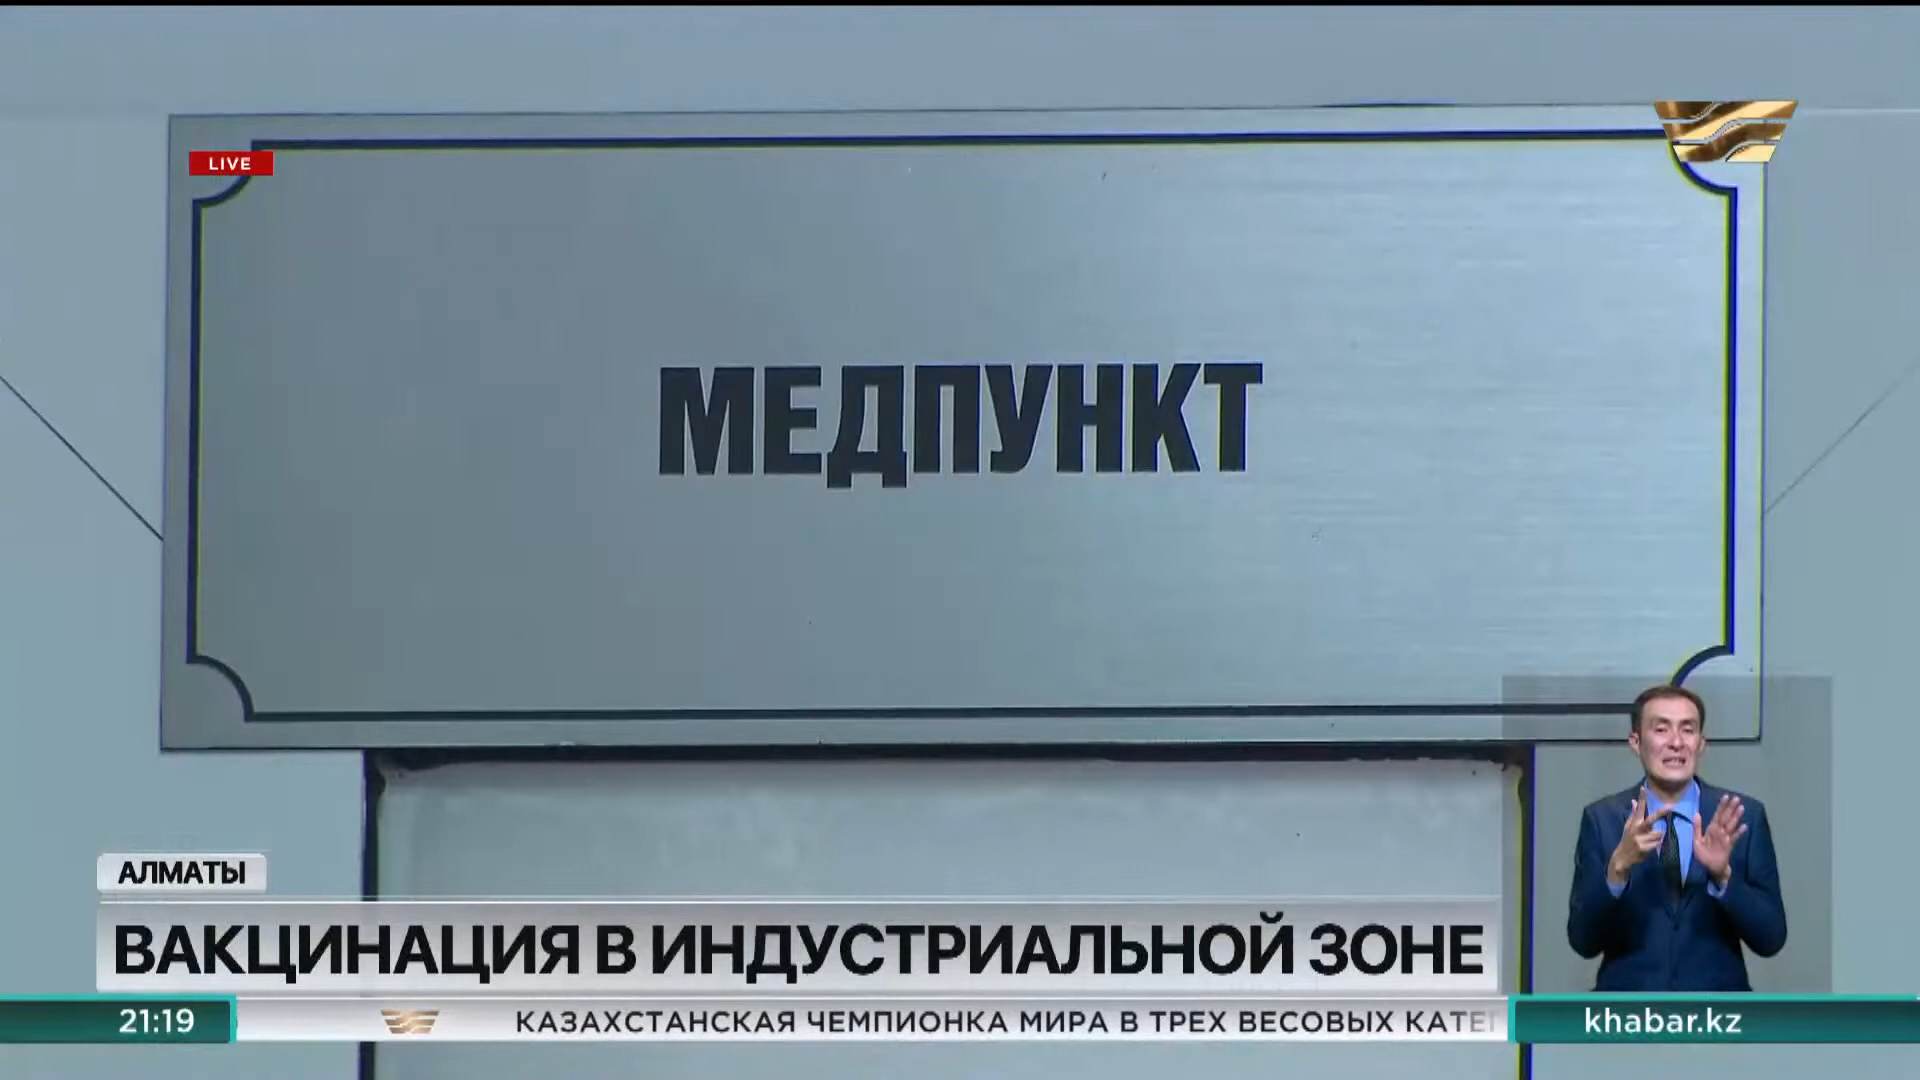 LIVE
МЕДПУНКТ
АЛМАТЫ
ВАКЦИНАЦИЯ В ИНДУСТРИАЛЬНОЙ ЗОНЕ
21:19
КАЗАХСТАНСКАЯ ЧЕМПИОНКА МИРА В ТРЕХ ВЕСОВЫХ
khabar.kz